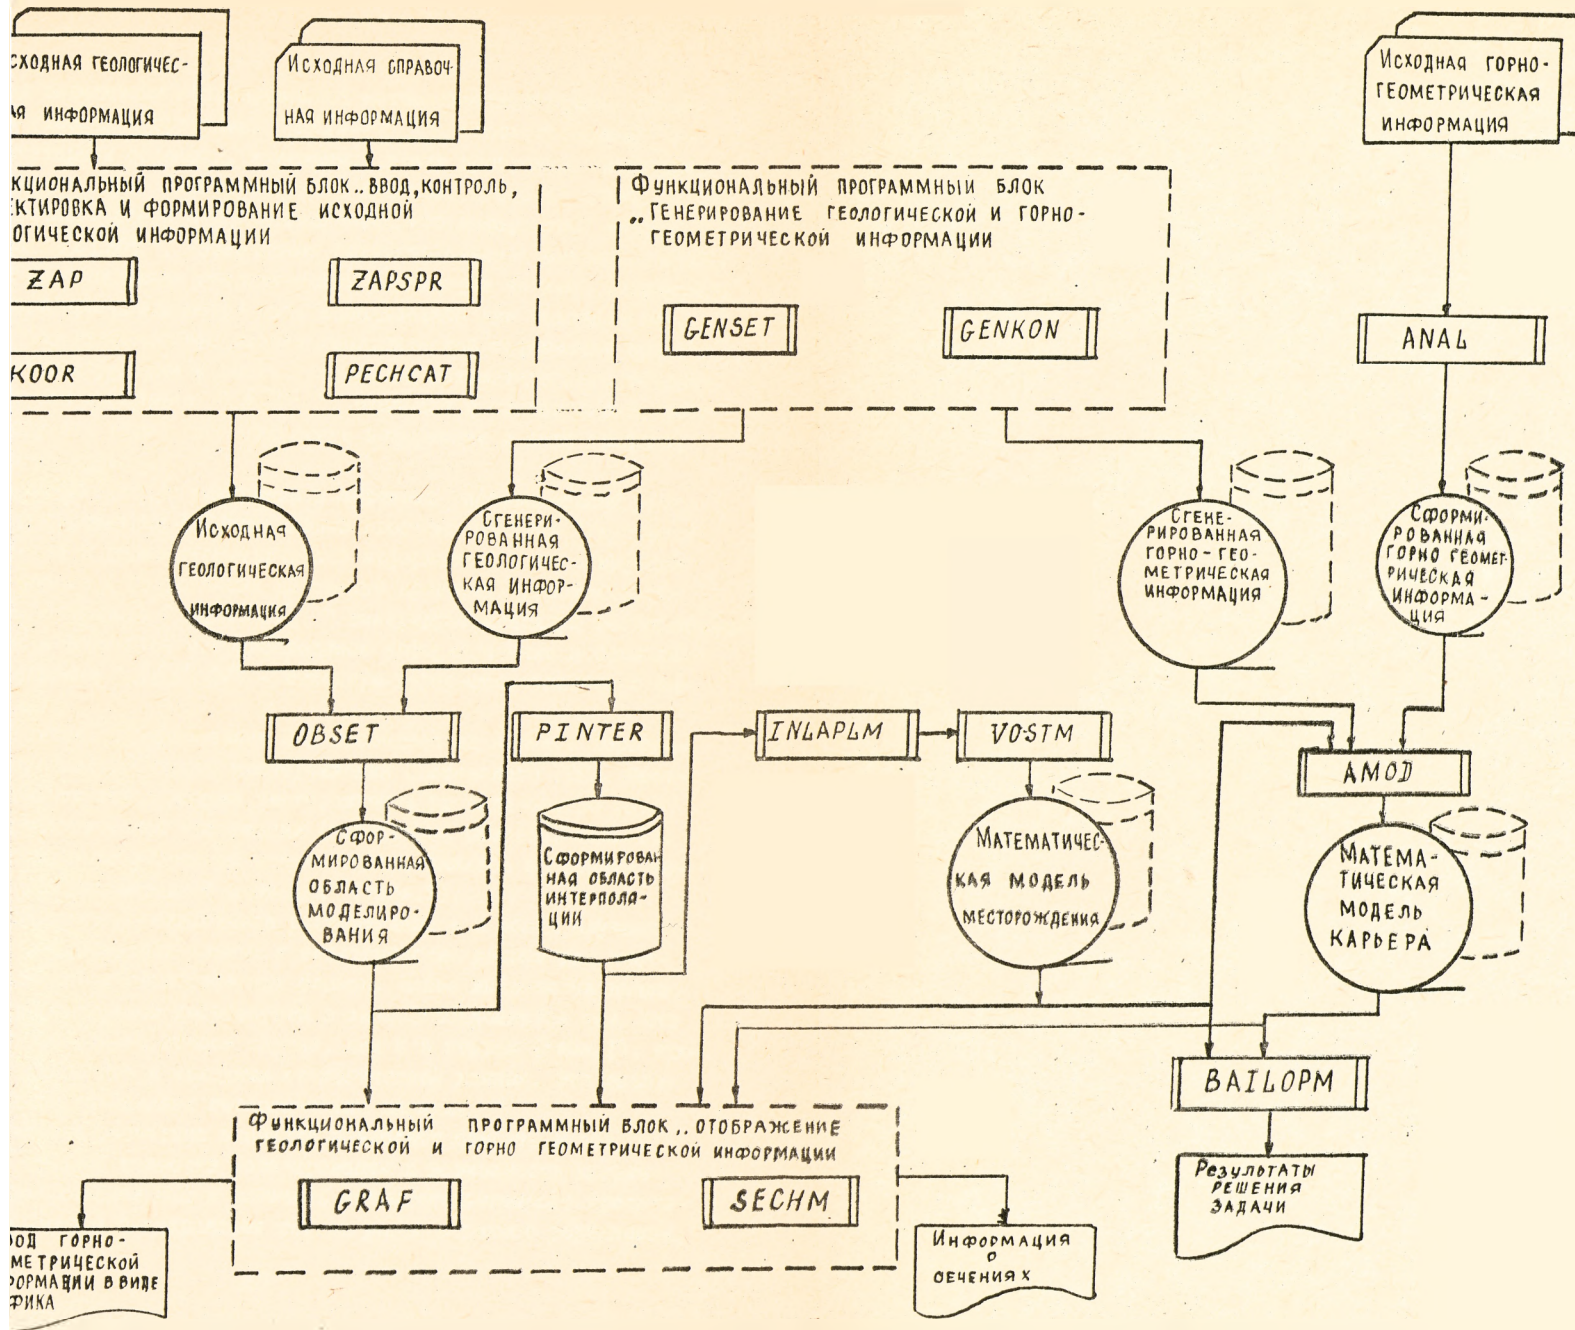 СХОДНАЯ ГЕОЛОГИЧЕС-
АЯ ИНФОРМАЦИЯ
ИСХОДНАЯ СПРАВОЧ-
НАЯ ИНФОРМАЦИЯ
ИСХОДНАЯ ГОРНО-
ГЕОМЕТРИЧЕСКАЯ
ИНФОРМАЦИЯ
КЦИОНАЛЬНЫЙ ПРОГРАММНЫЙ БЛОК „ВВОД, КОНТРОЛЬ,
ЕКТИРОВКА И ФОРМИРОВАНИЕ ИСХОДНОЙ
ОГИЧЕСКОЙ ИНФОРМАЦИИ
ZAP
ZAPSPR
KOOR
PECHCAT
ФУНКЦИОНАЛЬНЫЙ ПРОГРАММНЫЙ БЛОК
„ГЕНЕРИРОВАНИЕ ГЕОЛОГИЧЕСКОЙ И ГОРНО-
ГЕОМЕТРИЧЕСКОЙ ИНФОРМАЦИИ
GENSET
GENKON
ANAL
ИСХОДНАЯ
ГЕОЛОГИЧЕСКАЯ
ИНФОРМАЦИЯ
СГЕНЕРИ-
РОВАННАЯ
ГЕОЛОГИЧЕС-
КАЯ ИНФОР-
МАЦИЯ
СГЕНЕ-
РИРОВАННАЯ
ГОРНО-ГЕО-
МЕТРИЧЕСКАЯ
ИНФОРМАЦИЯ
СФОРМИ-
РОВАННАЯ
ГОРНО ГЕОМЕТ-
РИЧЕСКАЯ
ИНФОРМА-
ЦИЯ
OBSET
PINTER
INLAPLM
VOSTM
AMOD
СФОР-
МИРОВАННАЯ
ОБЛАСТЬ
МОДЕЛИРО-
ВАНИЯ
СФОРМИРОВАН
НАЯ ОБЛАСТЬ
ИНТЕРПОЛЯ-
ЦИИ
МАТЕМАТИЧЕС-
КАЯ МОДЕЛЬ
МЕСТОРОЖДЕНИЯ
МАТЕМА-
ТИЧЕСКАЯ
МОДЕЛЬ
КАРЬЕРА
BAILOPM
ФУНКЦИОНАЛЬНЫЙ ПРОГРАММНЫЙ БЛОК „ОТОБРАЖЕНИЕ
ГЕОЛОГИЧЕСКОЙ И ГОРНО ГЕОМЕТРИЧЕСКОЙ ИНФОРМАЦИИ
GRAF
SECHM
ВОД ГОРНО-
МЕТРИЧЕСКОЙ
ФОРМАЦИИ В ВИДЕ
ФИКА
ИНФОРМАЦИЯ
О
СЕЧЕНИЯХ
РЕЗУЛЬТАТЫ
РЕШЕНИЯ
ЗАДАЧИ